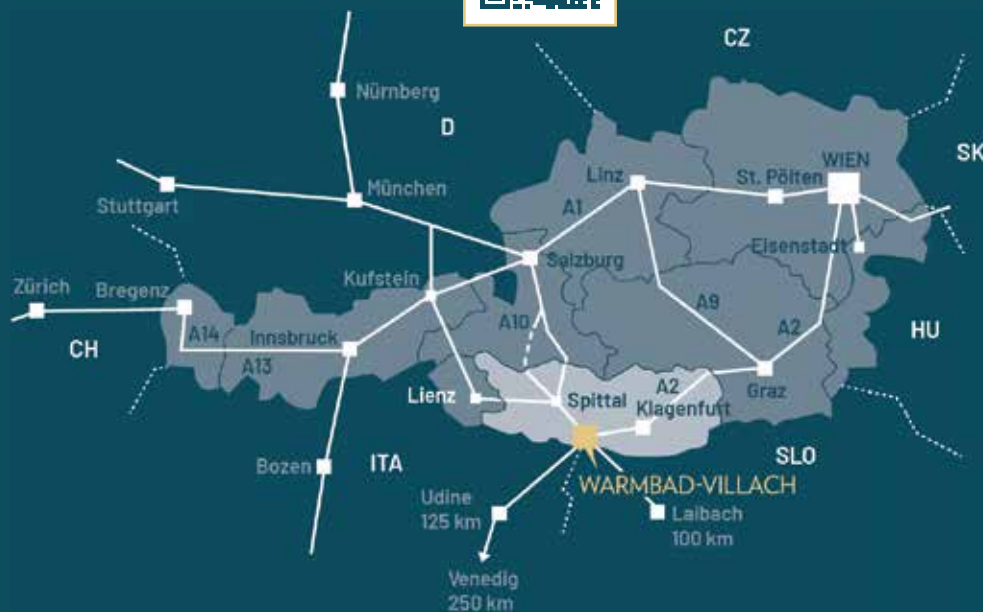 CZ
Nürnberg
D
SK
WIEN
Linz
St. Pölten
München
Stuttgart
A1
Eisenstadt
Salzburg
Kufstein
Zürich
Bregenz
A9
A10
A2
HU
Innsbruck
A14
CH
A13
Graz
A2
Lienz
Spittal
Klagenfurt
SLO
ITA
Bozen
WARMBAD-VILLACH
Udine
125 km
Laibach
100 km
Venedig
250 km